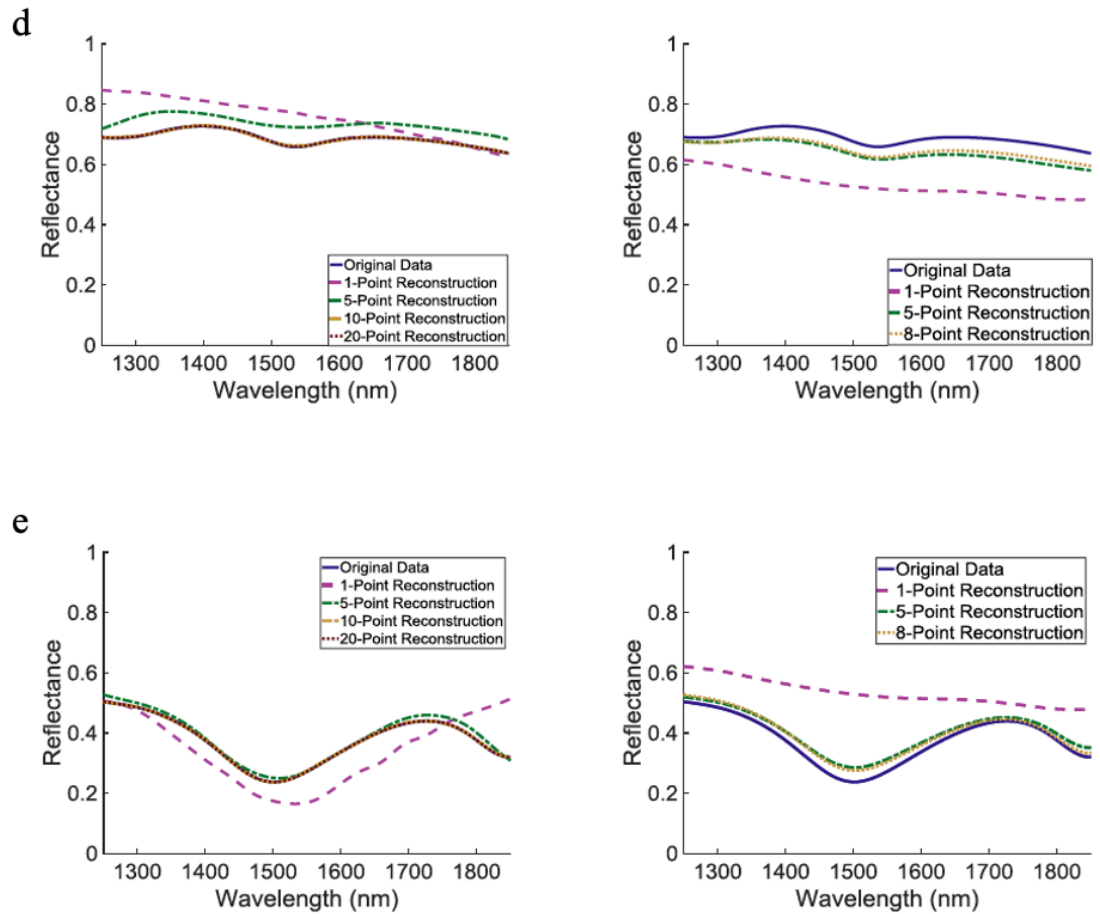 d
1
0.8
0.6
0.4
0.2
0
Reflectance
1300 1400 1500 1600 1700 1800
Wavelength (nm)
Original Data
1-Point Reconstruction
5-Point Reconstruction
10-Point Reconstruction
20-Point Reconstruction
1
0.8
0.6
0.4
0.2
0
Reflectance
1300 1400 1500 1600 1700 1800
Wavelength (nm)
Original Data
1-Point Reconstruction
5-Point Reconstruction
8-Point Reconstruction
e
1
0.8
0.6
0.4
0.2
0
Reflectance
1300 1400 1500 1600 1700 1800
Wavelength (nm)
Original Data
1-Point Reconstruction
5-Point Reconstruction
10-Point Reconstruction
20-Point Reconstruction
1
0.8
0.6
0.4
0.2
0
Reflectance
1300 1400 1500 1600 1700 1800
Wavelength (nm)
Original Data
1-Point Reconstruction
5-Point Reconstruction
8-Point Reconstruction